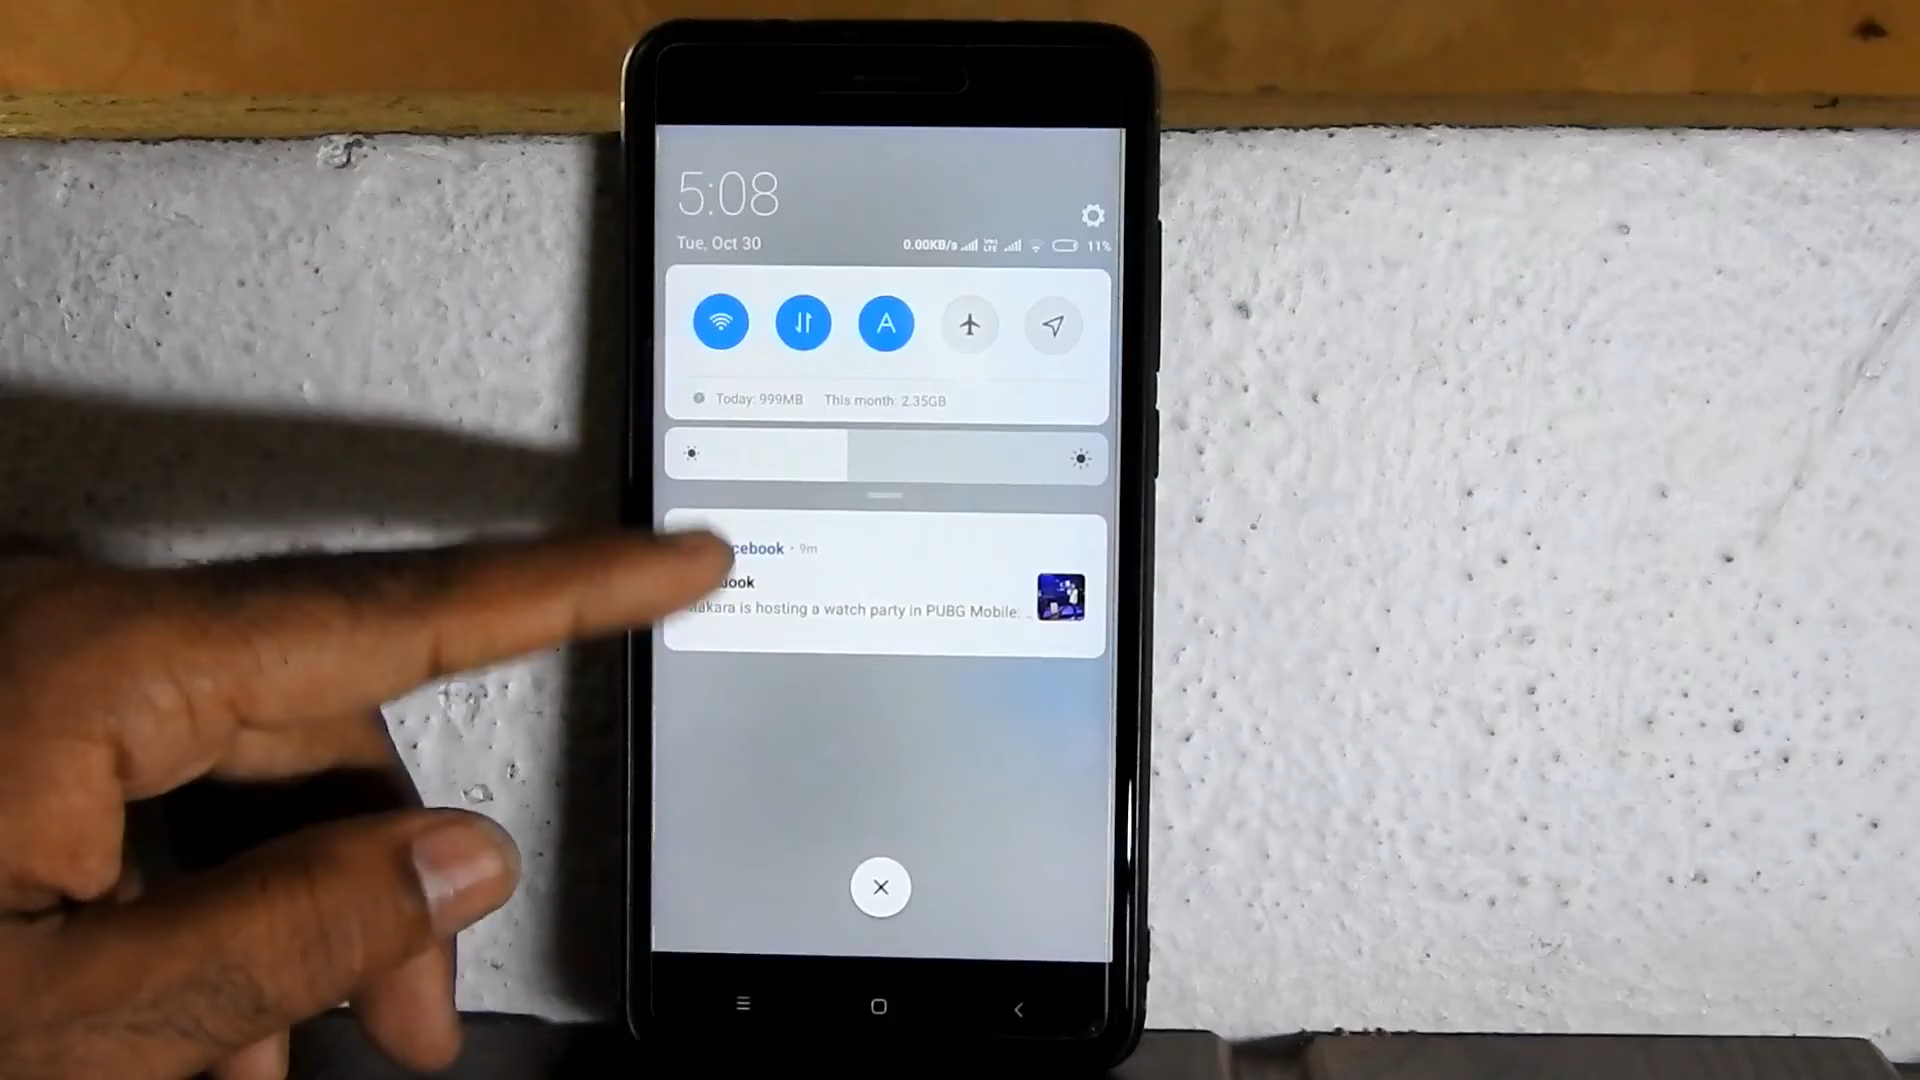 5:08
Tue, Oct 30
0.00KB/s VoLTE 11%
A
Today: 999MB This month: 2.35GB
cebook · 9m
ook
akara is hosting a watch party in PUBG Mobile: